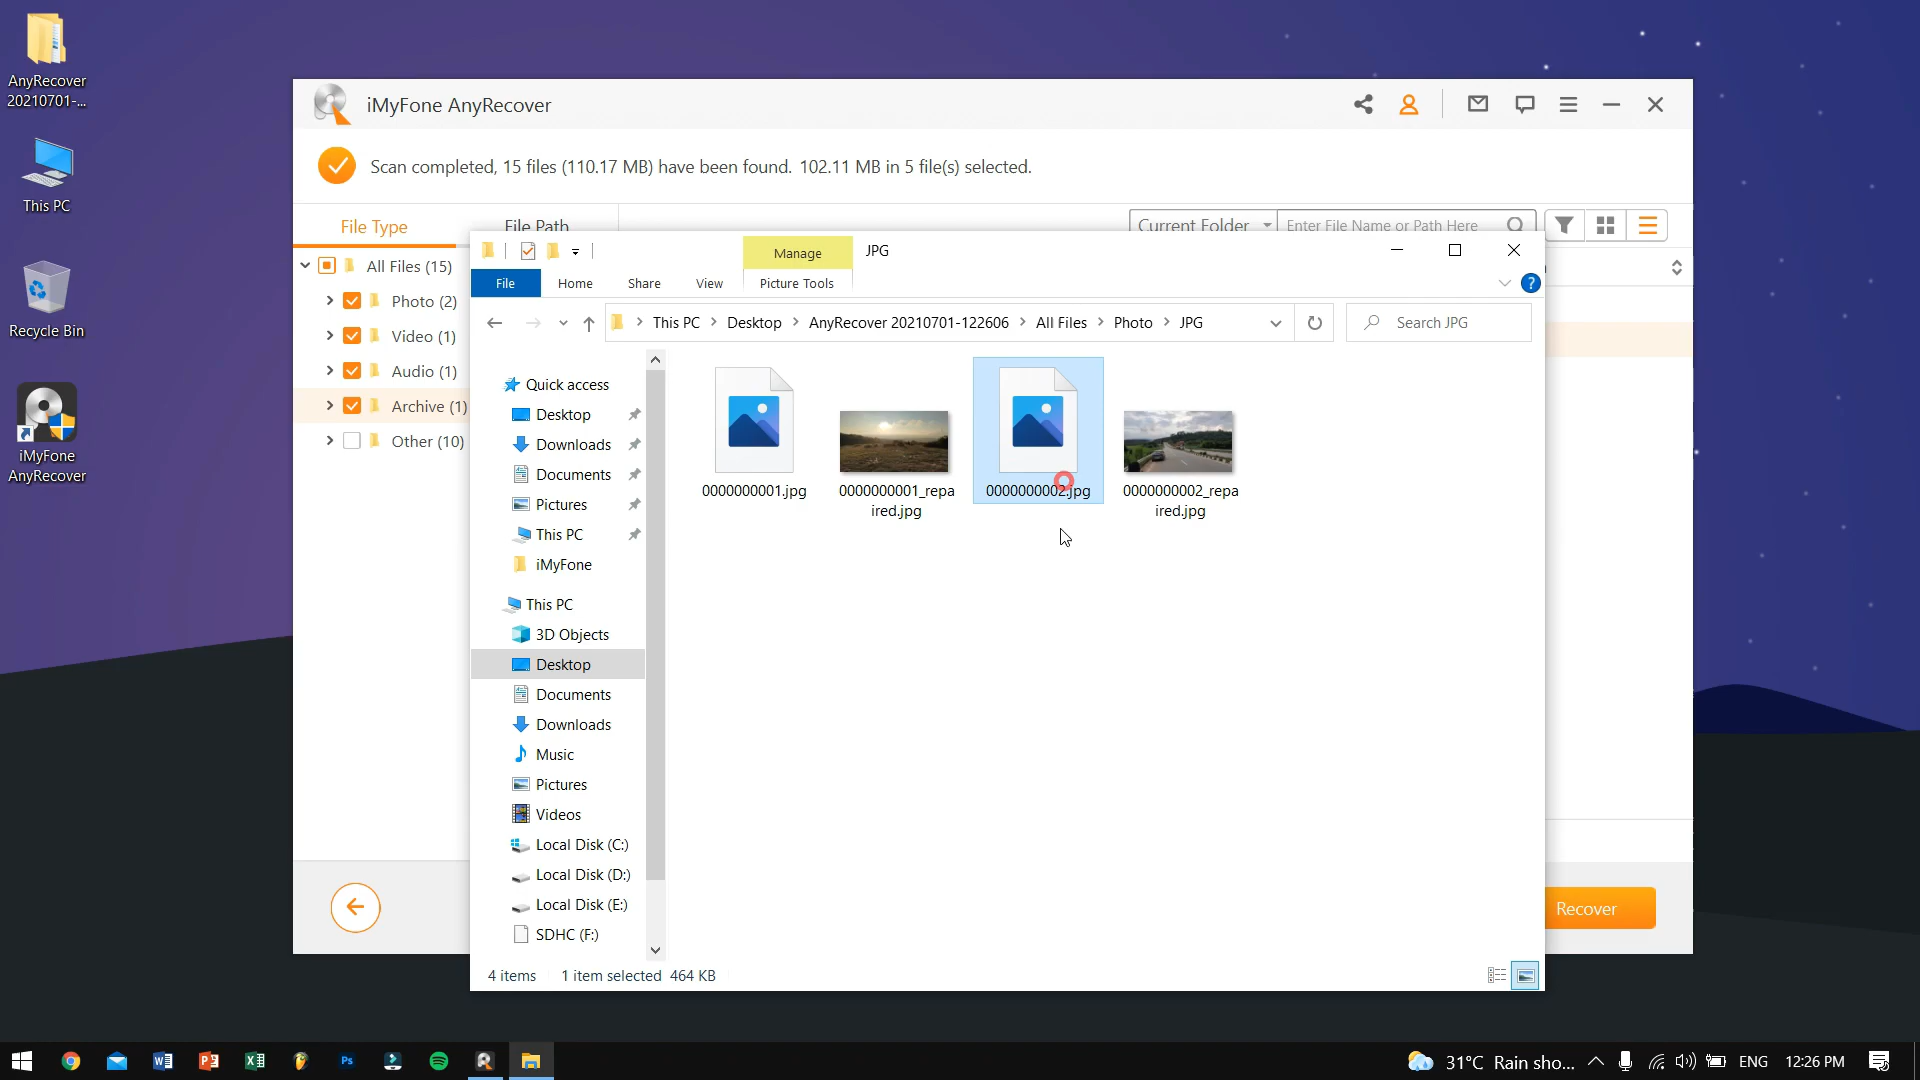 AnyRecover
20210701-...
This PC
Recycle Bin
iMyFone
AnyRecover
iMyFone AnyRecover
Scan completed, 15 files (110.17 MB) have been found. 102.11 MB in 5 file(s) selected.
File Type
File Path
Current Folder
Enter File Name or Path Here
All Files (15)
Photo (2)
Video (1)
Audio (1)
Archive (1)
Other (10)
Recover
Manage
JPG
File
Home
Share
View
Picture Tools
?
This PC
Desktop
AnyRecover 20210701-122606
All Files
Photo
JPG
Search JPG
Quick access
Desktop
Downloads
Documents
Pictures
This PC
iMyFone
This PC
3D Objects
Desktop
Documents
Downloads
Music
Pictures
Videos
Local Disk (C:)
Local Disk (D:)
Local Disk (E:)
SDHC (F:)
0000000001.jpg
0000000001_repa
ired.jpg
0000000002.jpg
0000000002_repa
ired.jpg
4 items
1 item selected 464 KB
Ps
31°C Rain sho...
ENG
12:26 PM